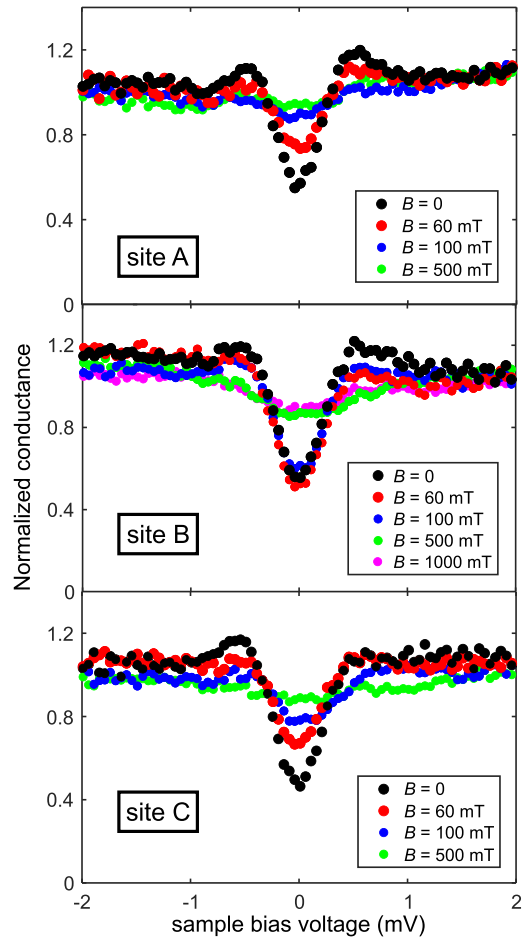 1.2
0.8
0.4
0
site A
B = 0
B = 60 mT
B = 100 mT
B = 500 mT
Normalized conductance
1.2
0.8
0.4
0
site B
B = 0
B = 60 mT
B = 100 mT
B = 500 mT
B = 1000 mT
1.2
0.8
0.4
0
site C
B = 0
B = 60 mT
B = 100 mT
B = 500 mT
-2 -1 0 1 2
sample bias voltage (mV)